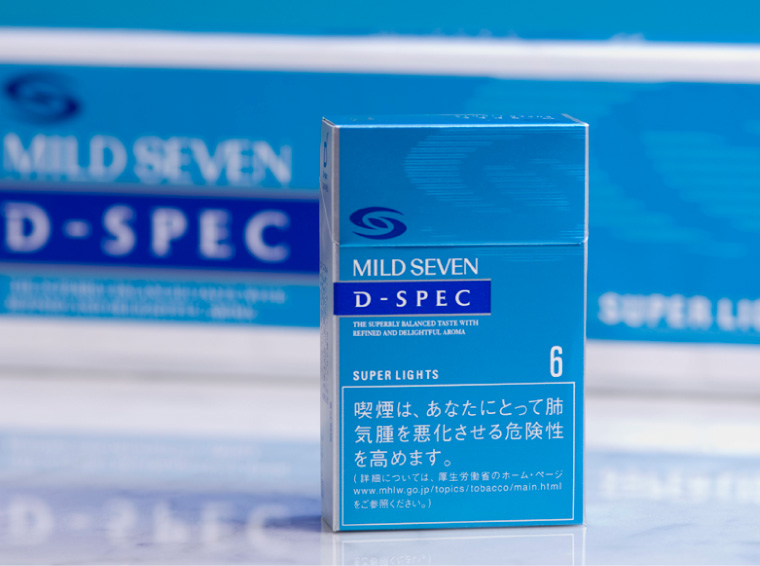 MILD SEVEN
D-SPEC
SUPER LI
MILD SEVEN
D-SPEC
THE SUPERBLY BALANCED TASTE WITH
REFINED AND DELIGHTFUL AROMA
SUPER LIGHTS
6
喫煙は、あなたにとって肺
気腫を悪化させる危険性
を高めます。
(詳細については、厚生労働省のホーム・ページ
www.mhlw.go.jp/topics/tobacco/main.html
をご参照ください。)